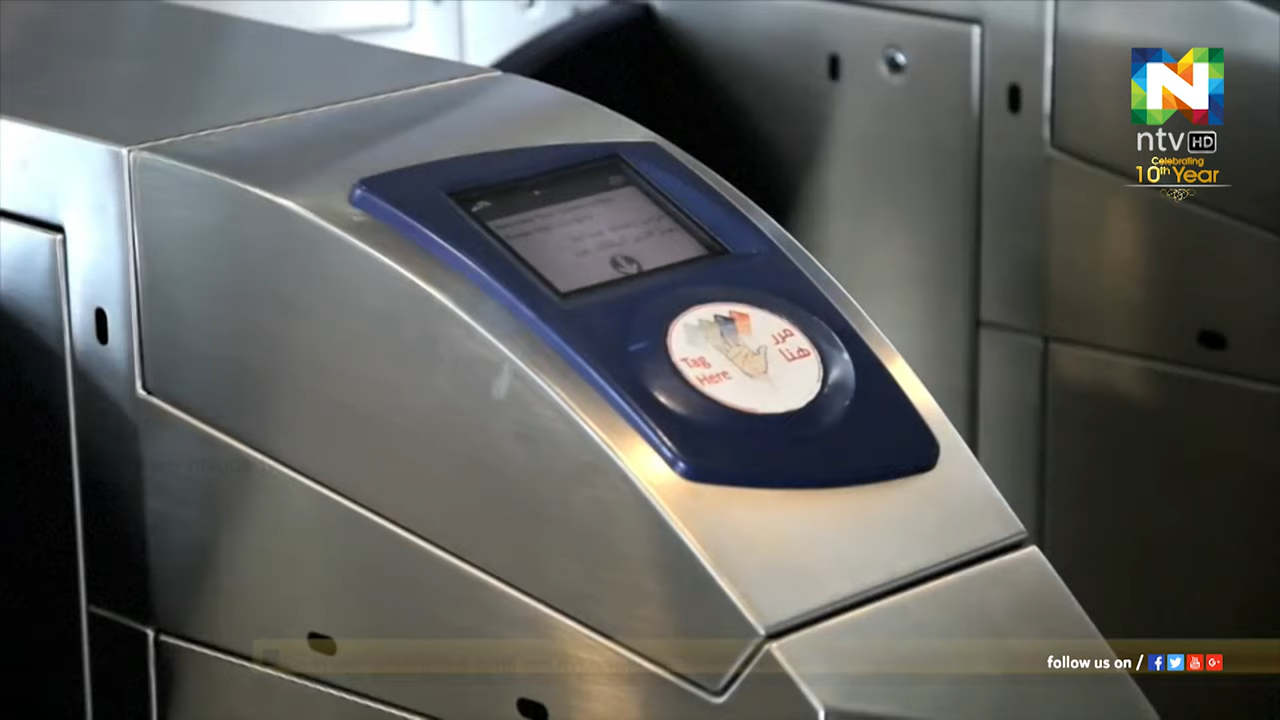 N
ntv HD
Celebrating
10th Year
Tag
Here
مرر
هنا
follow us on /